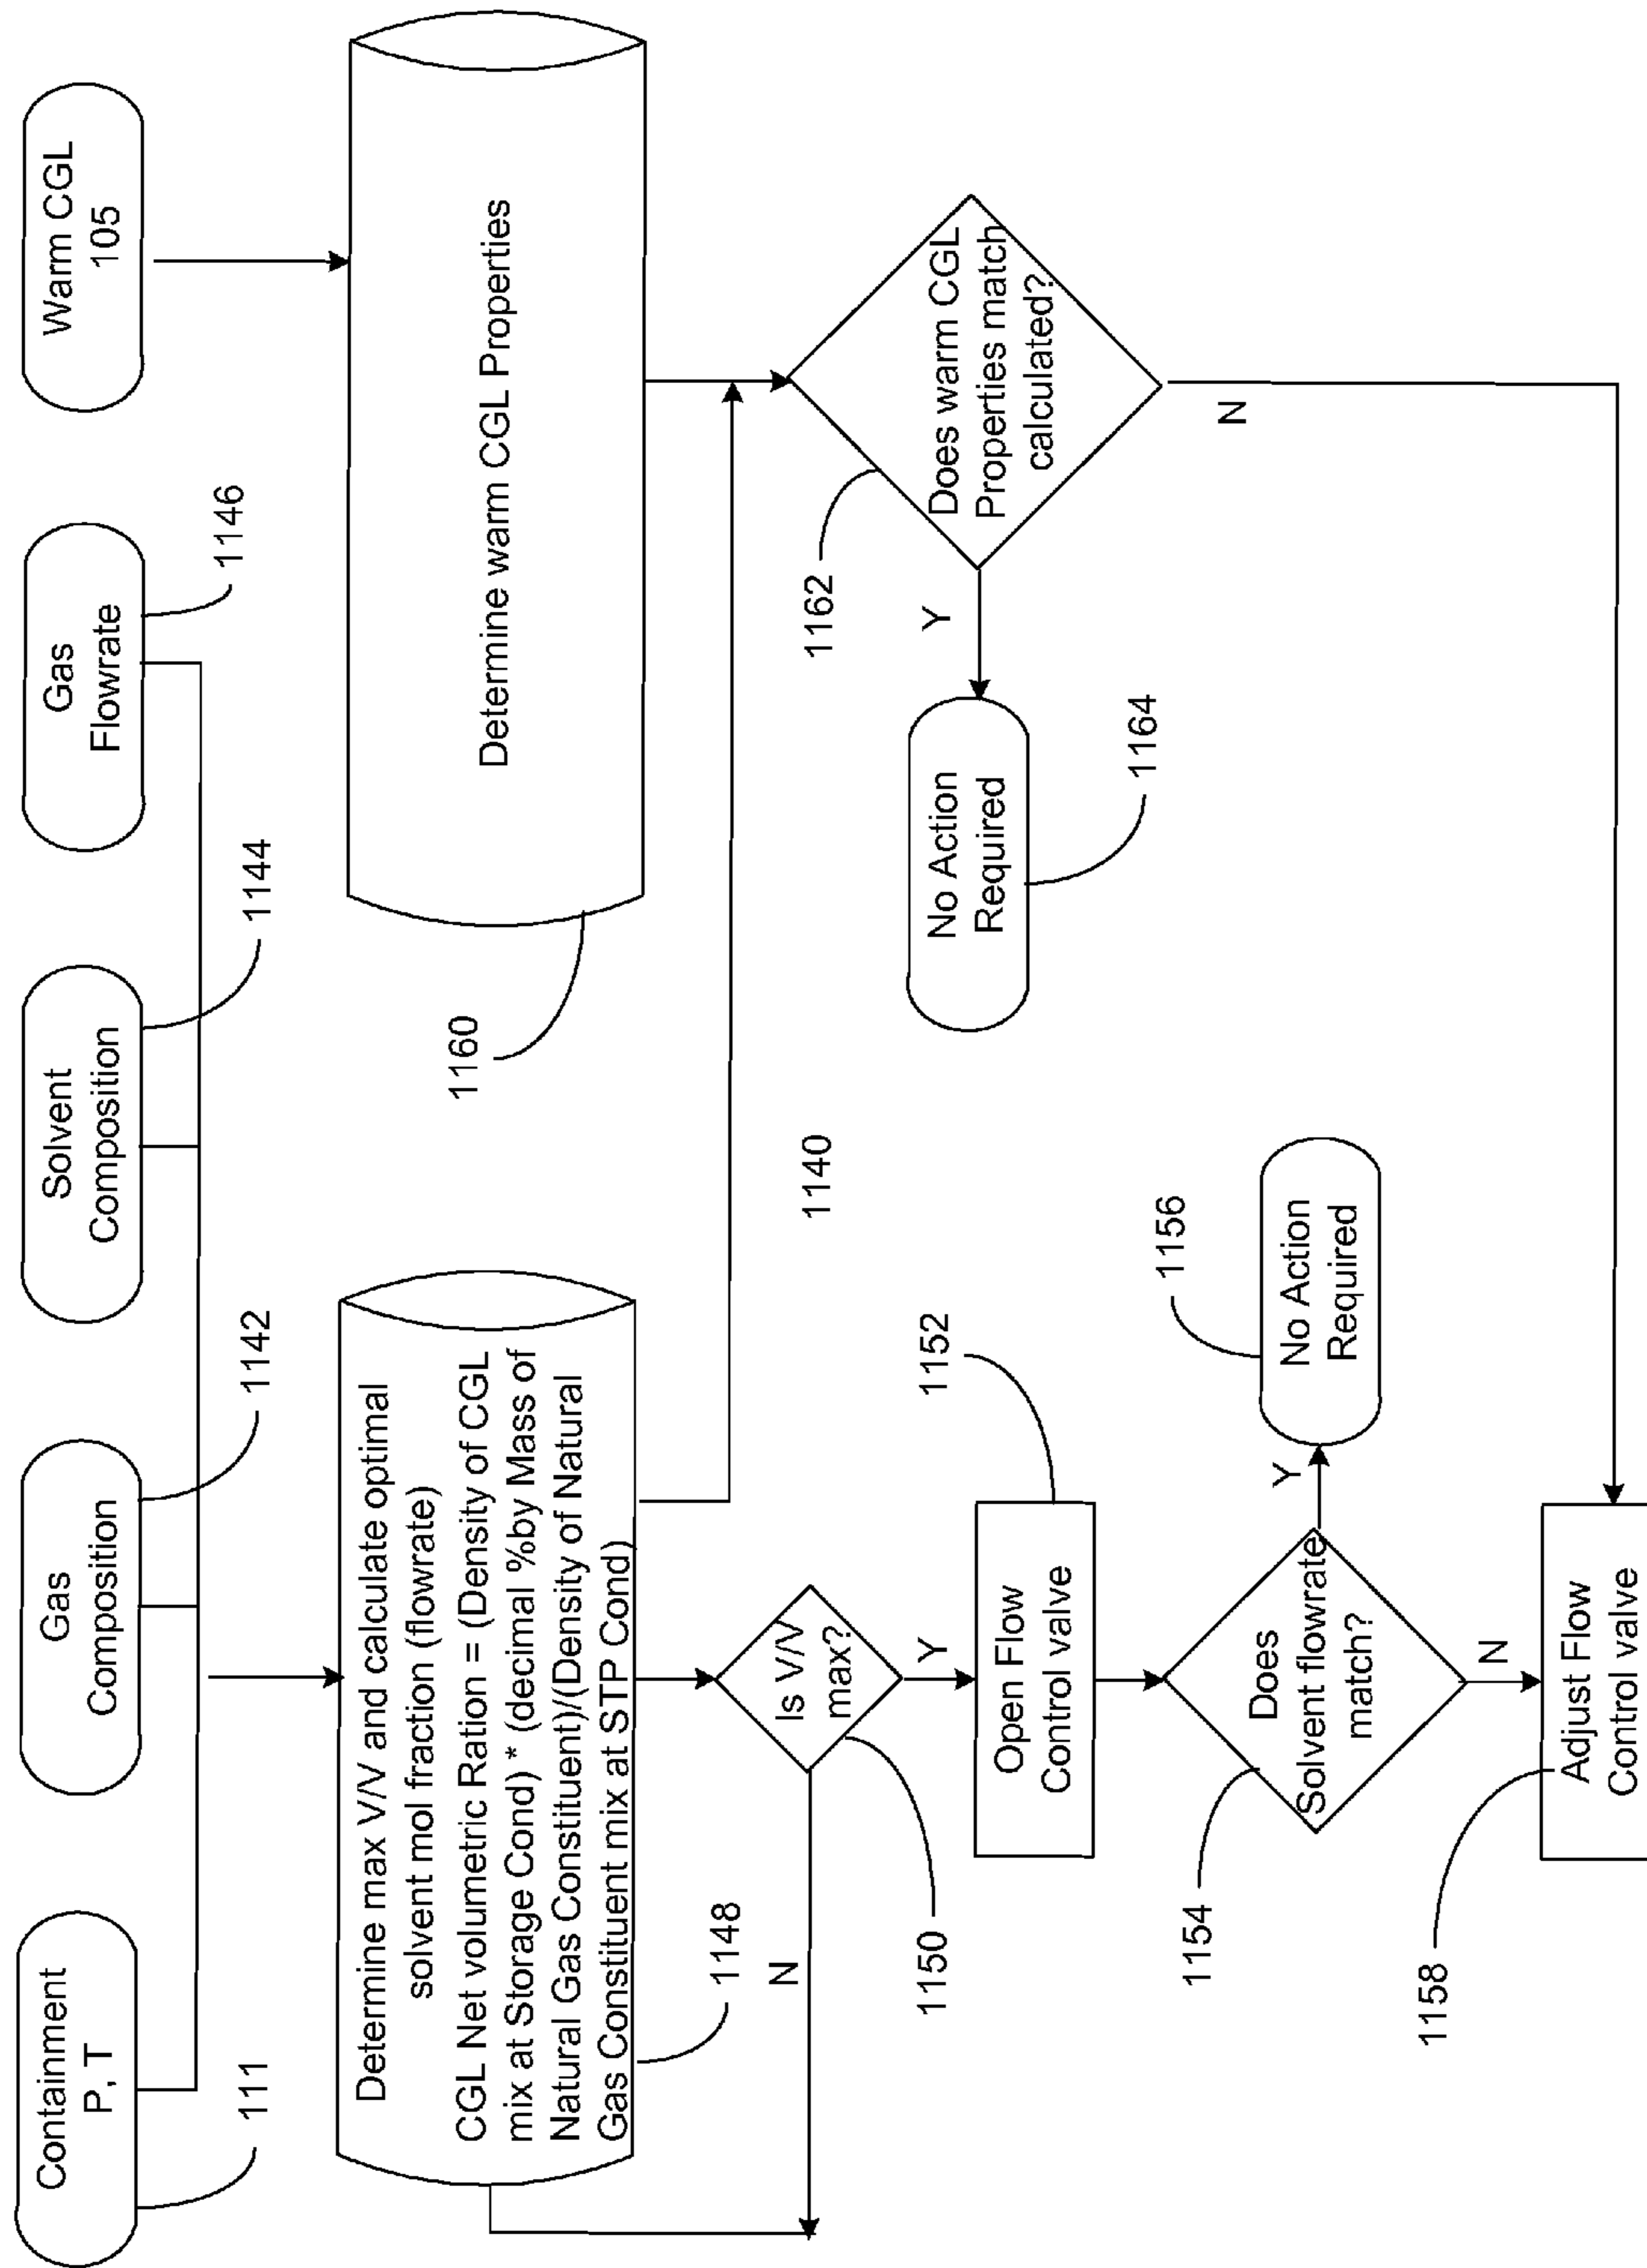 Containment
P, T
111
Gas
Composition
1142
Solvent
Composition
1144
Gas
Flowrate
1146
Warm CGL
105
Determine max V/V and calculate optimal
solvent mol fraction (flowrate)
CGL Net volumetric Ration = (Density of CGL
mix at Storage Cond) * (decimal %by Mass of
Natural Gas Constituent)/(Density of Natural
Gas Constituent mix at STP Cond)
1148
Determine warm CGL Properties
1160
Is V/V
max?
1150
N
Y
1140
Does warm CGL
Properties match
calculated?
1162
Y
N
No Action
Required
1164
Open Flow
Control valve
1152
Does
Solvent flowrate
match?
1154
Y
N
No Action
Required
1156
Adjust Flow
Control valve
1158